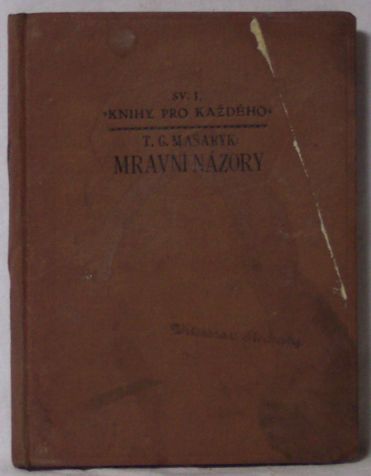 SV. I.
"KNIHY PRO KAŽDÉHO"
T. G. MASARYK:
MRAVNÍ NÁZORY